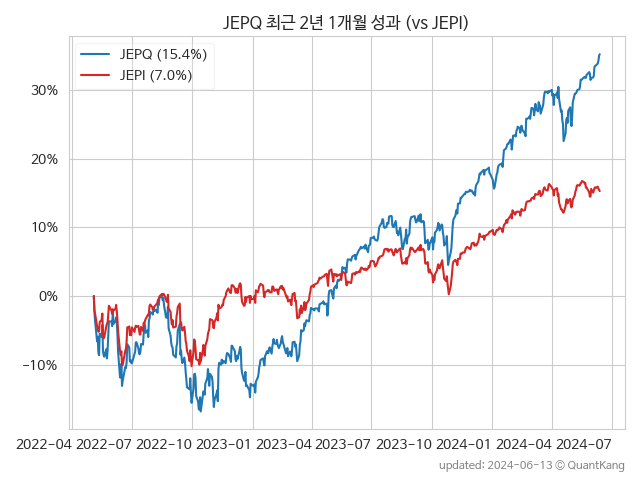 JEPQ 최근 2년 1개월 성과 (vs JEPI)
JEPQ (15.4%)
JEPI (7.0%)
30%
20%
10%
0%
−10%
2022-04 2022-07 2022-10 2023-01 2023-04 2023-07 2023-10 2024-01 2024-04 2024-07
updated: 2024-06-13 ⓒ QuantKang